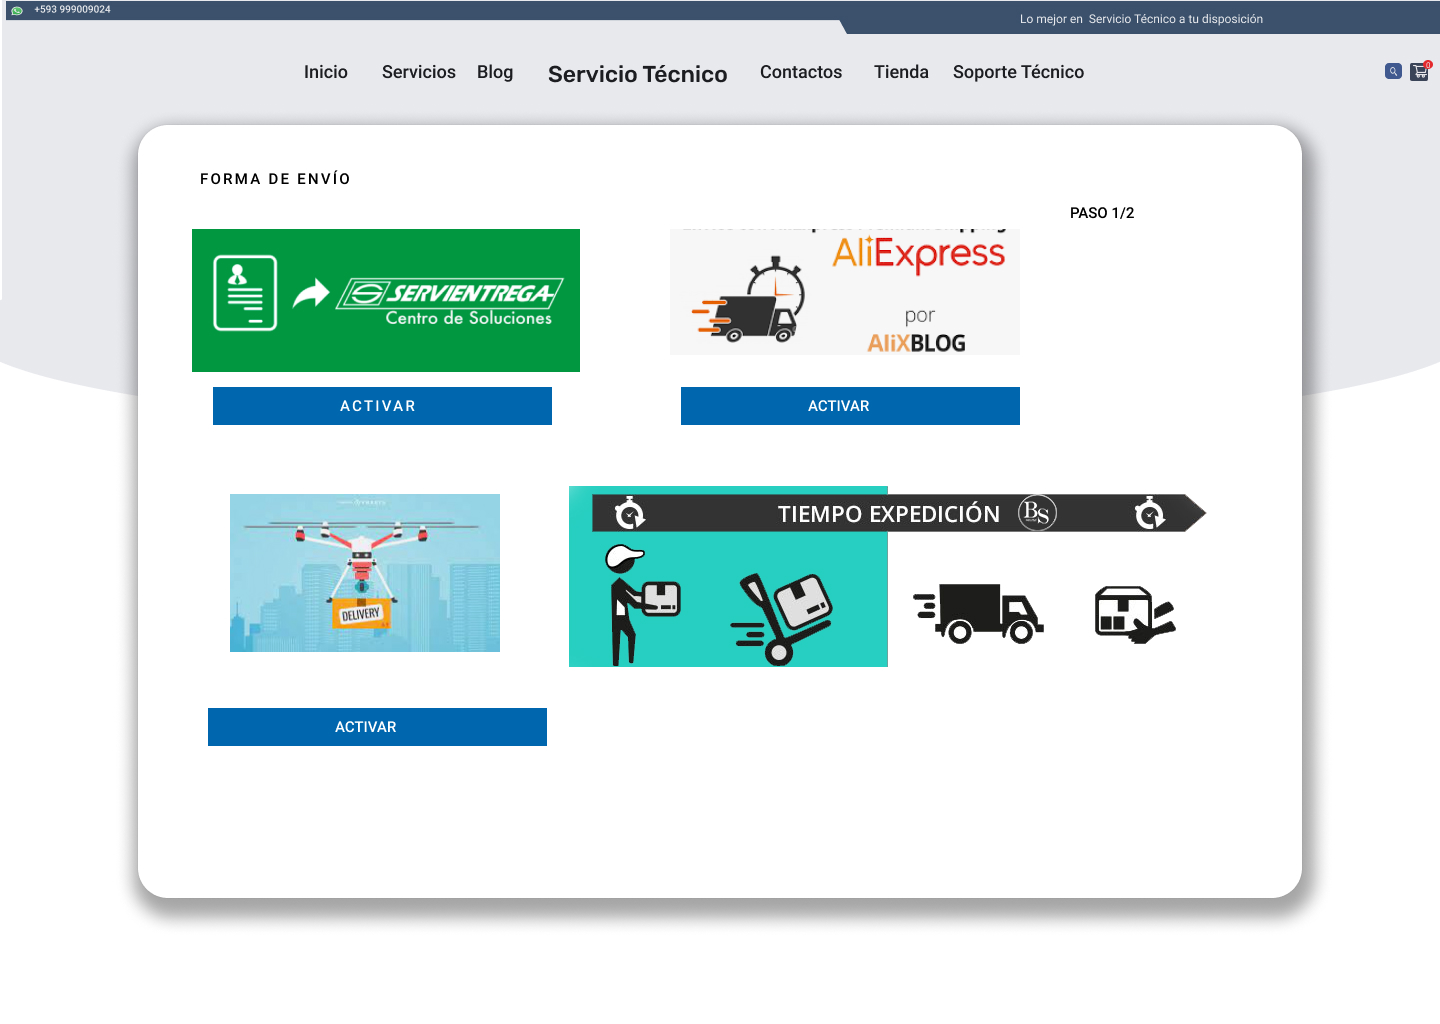 +593 999009024
Lo mejor en Servicio Técnico a tu disposición
Inicio
Servicios
Blog
Servicio Técnico
Contactos
Tienda
Soporte Técnico
0
FORMA DE ENVÍO
PASO 1/2
SERVIENTREGA
Centro de Soluciones
AliExpress
por
AliXBLOG
ACTIVAR
ACTIVAR
TIEMPO EXPEDICIÓN
BS
DELIVERY
ACTIVAR